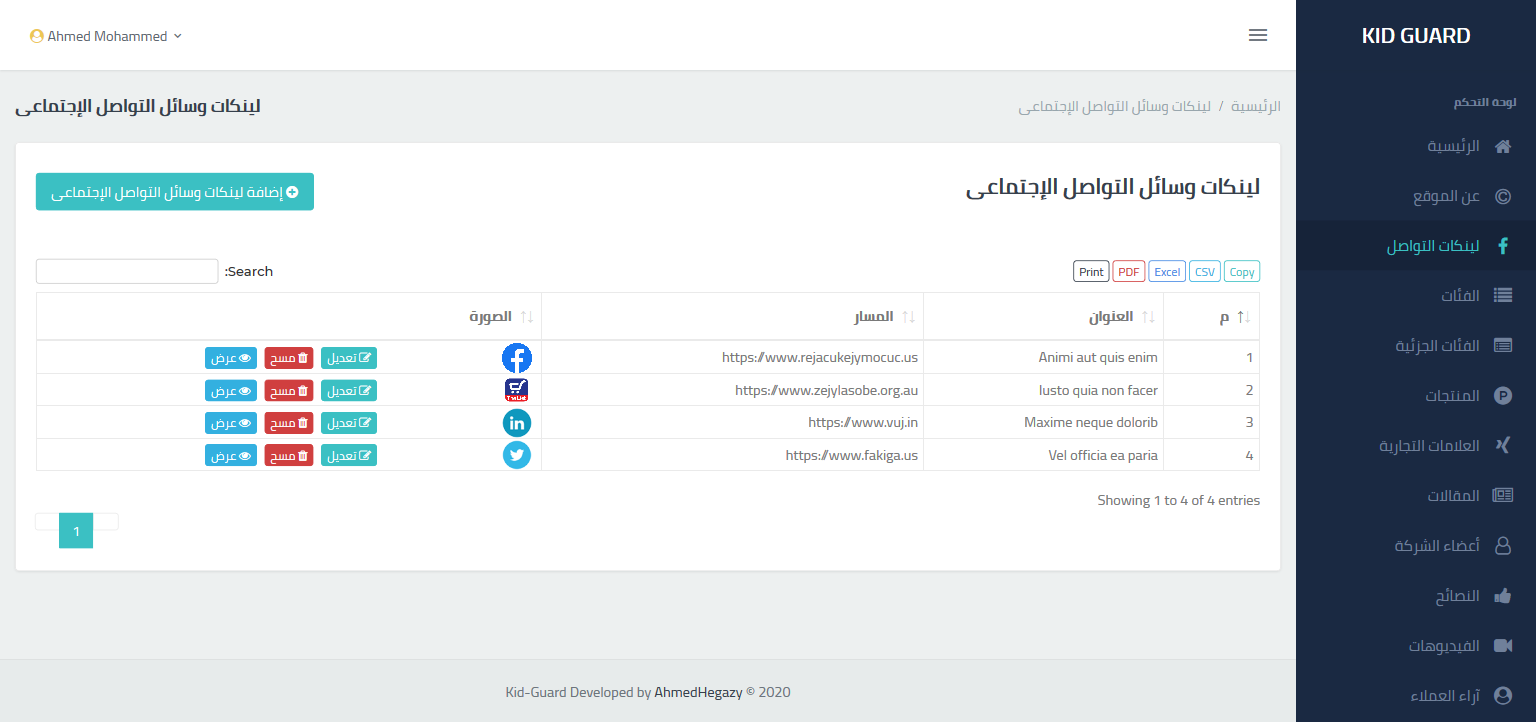 KID GUARD
لوحة التحكم
الرئيسية
عن الموقع
لينكات التواصل
الفئات
الفئات الجزئية
المنتجات
العلامات التجارية
المقالات
أعضاء الشركة
النصائح
الفيديوهات
آراء العملاء
Ahmed Mohammed
الرئيسية / لينكات وسائل التواصل الإجتماعى
لينكات وسائل التواصل الإجتماعى
لينكات وسائل التواصل الإجتماعى
إضافة لينكات وسائل التواصل الإجتماعى
Copy CSV Excel PDF Print
:Search
م العنوان المسار الصورة
1 Animi aut quis enim https://www.rejacukejymocuc.us تعديل مسح عرض
2 Iusto quia non facer https://www.zejylasobe.org.au تعديل مسح عرض
3 Maxime neque dolorib https://www.vuj.in in تعديل مسح عرض
4 Vel officia ea paria https://www.fakiga.us تعديل مسح عرض
Showing 1 to 4 of 4 entries
1
Kid-Guard Developed by AhmedHegazy © 2020